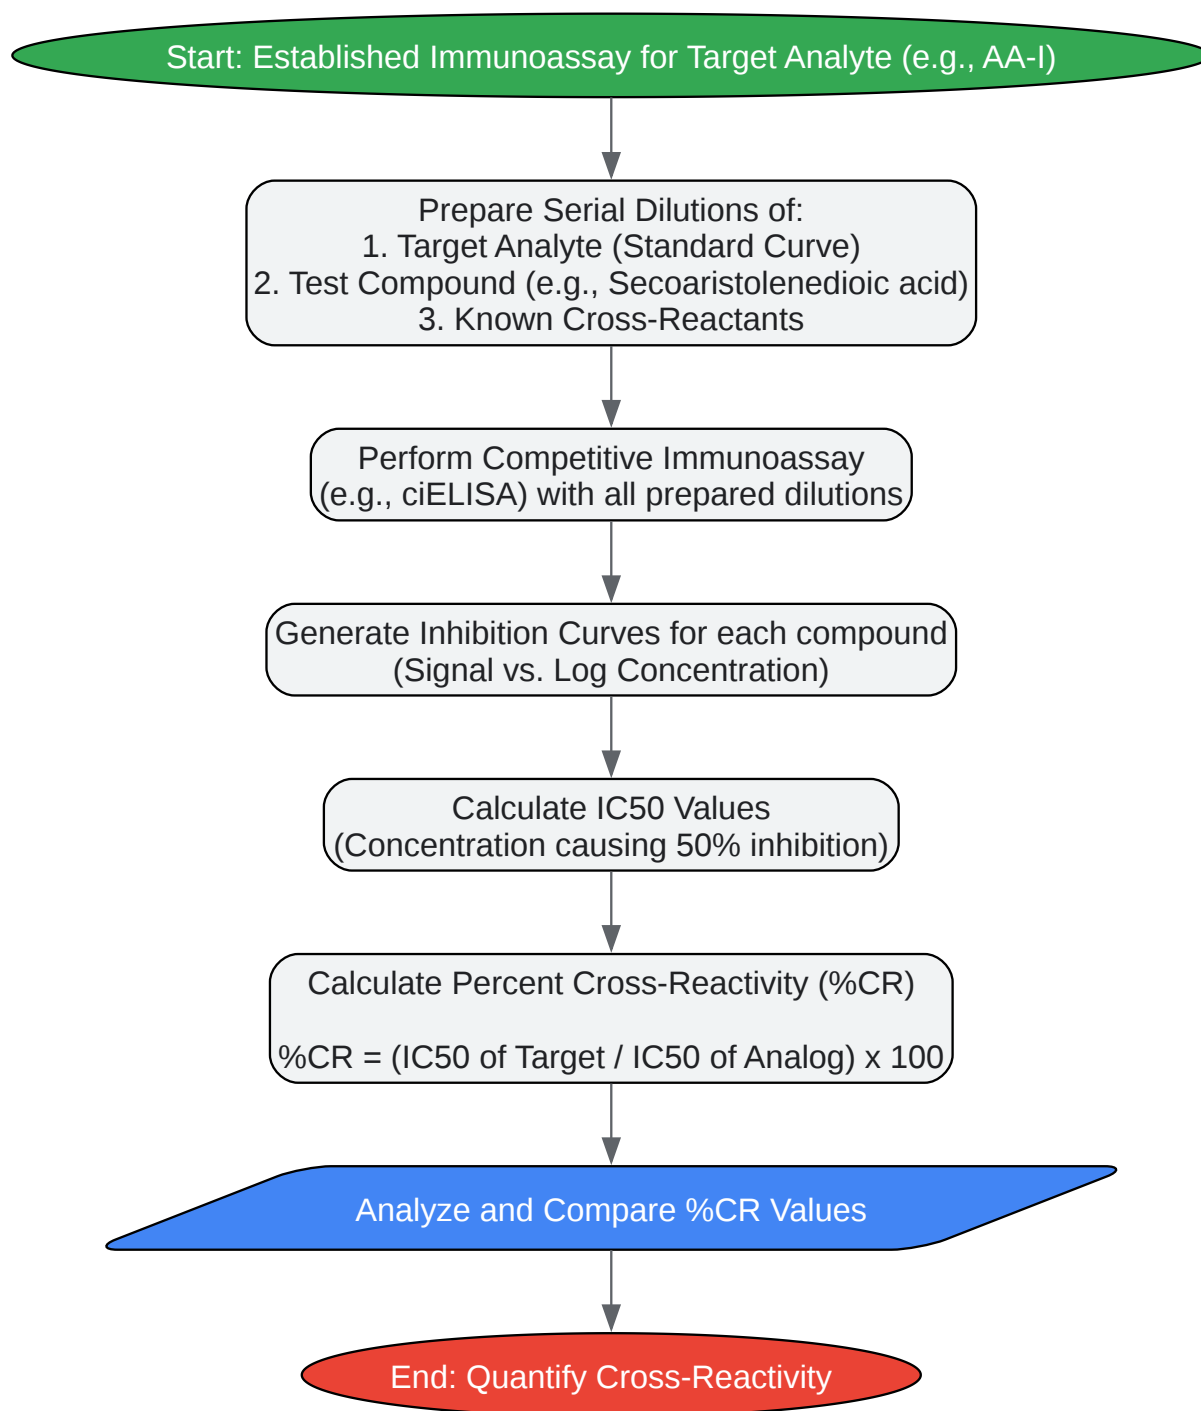 Start: Established Immunoassay for Target Analyte (e.g., AA-I)
Prepare Serial Dilutions of:
1. Target Analyte (Standard Curve)
2. Test Compound (e.g., Secoaristolenedioic acid)
3. Known Cross-Reactants
Perform Competitive Immunoassay
(e.g., ciELISA) with all prepared dilutions
Generate Inhibition Curves for each compound
(Signal vs. Log Concentration)
Calculate IC50 Values
(Concentration causing 50% inhibition)
Calculate Percent Cross-Reactivity (%CR)
%CR = (IC50 of Target / IC50 of Analog) x 100
Analyze and Compare %CR Values
End: Quantify Cross-Reactivity